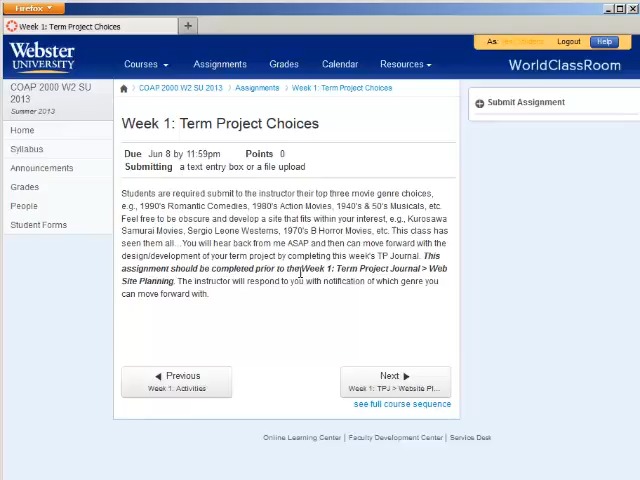 Firefox
Week 1: Term Project Choices
Webster
UNIVERSITY
Courses
Assignments
Grades
Calendar
Resources
As:
Logout
Help
WorldClassRoom
COAP 2000 W2 SU
2013
Summer 2013
Home
Syllabus
Announcements
Grades
People
Student Forms
COAP 2000 W2 SU 2013
Assignments
Week 1: Term Project Choices
Week 1: Term Project Choices
Due Jun 8 by 11:59pm Points 0
Submitting a text entry box or a file upload
Students are required submit to the instructor their top three movie genre choices,
e.g., 1990's Romantic Comedies, 1980's Action Movies, 1940's & 50's Musicals, etc.
Feel free to be obscure and develop a site that fits within your interest, e.g., Kurosawa
Samurai Movies, Sergio Leone Westerns, 1970's B Horror Movies, etc. This class has
seen them all...You will hear back from me ASAP and then can move forward with the
design/development of your term project by completing this week's TP Journal. This
assignment should be completed prior to the Week 1: Term Project Journal > Web
Site Planning. The instructor will respond to you with notification of which genre you
can move forward with.
Previous
Week 1: Activities
Next
Week 1: TPJ > Website Pl...
see full course sequence
Submit Assignment
Online Learning Center | Faculty Development Center | Service Desk